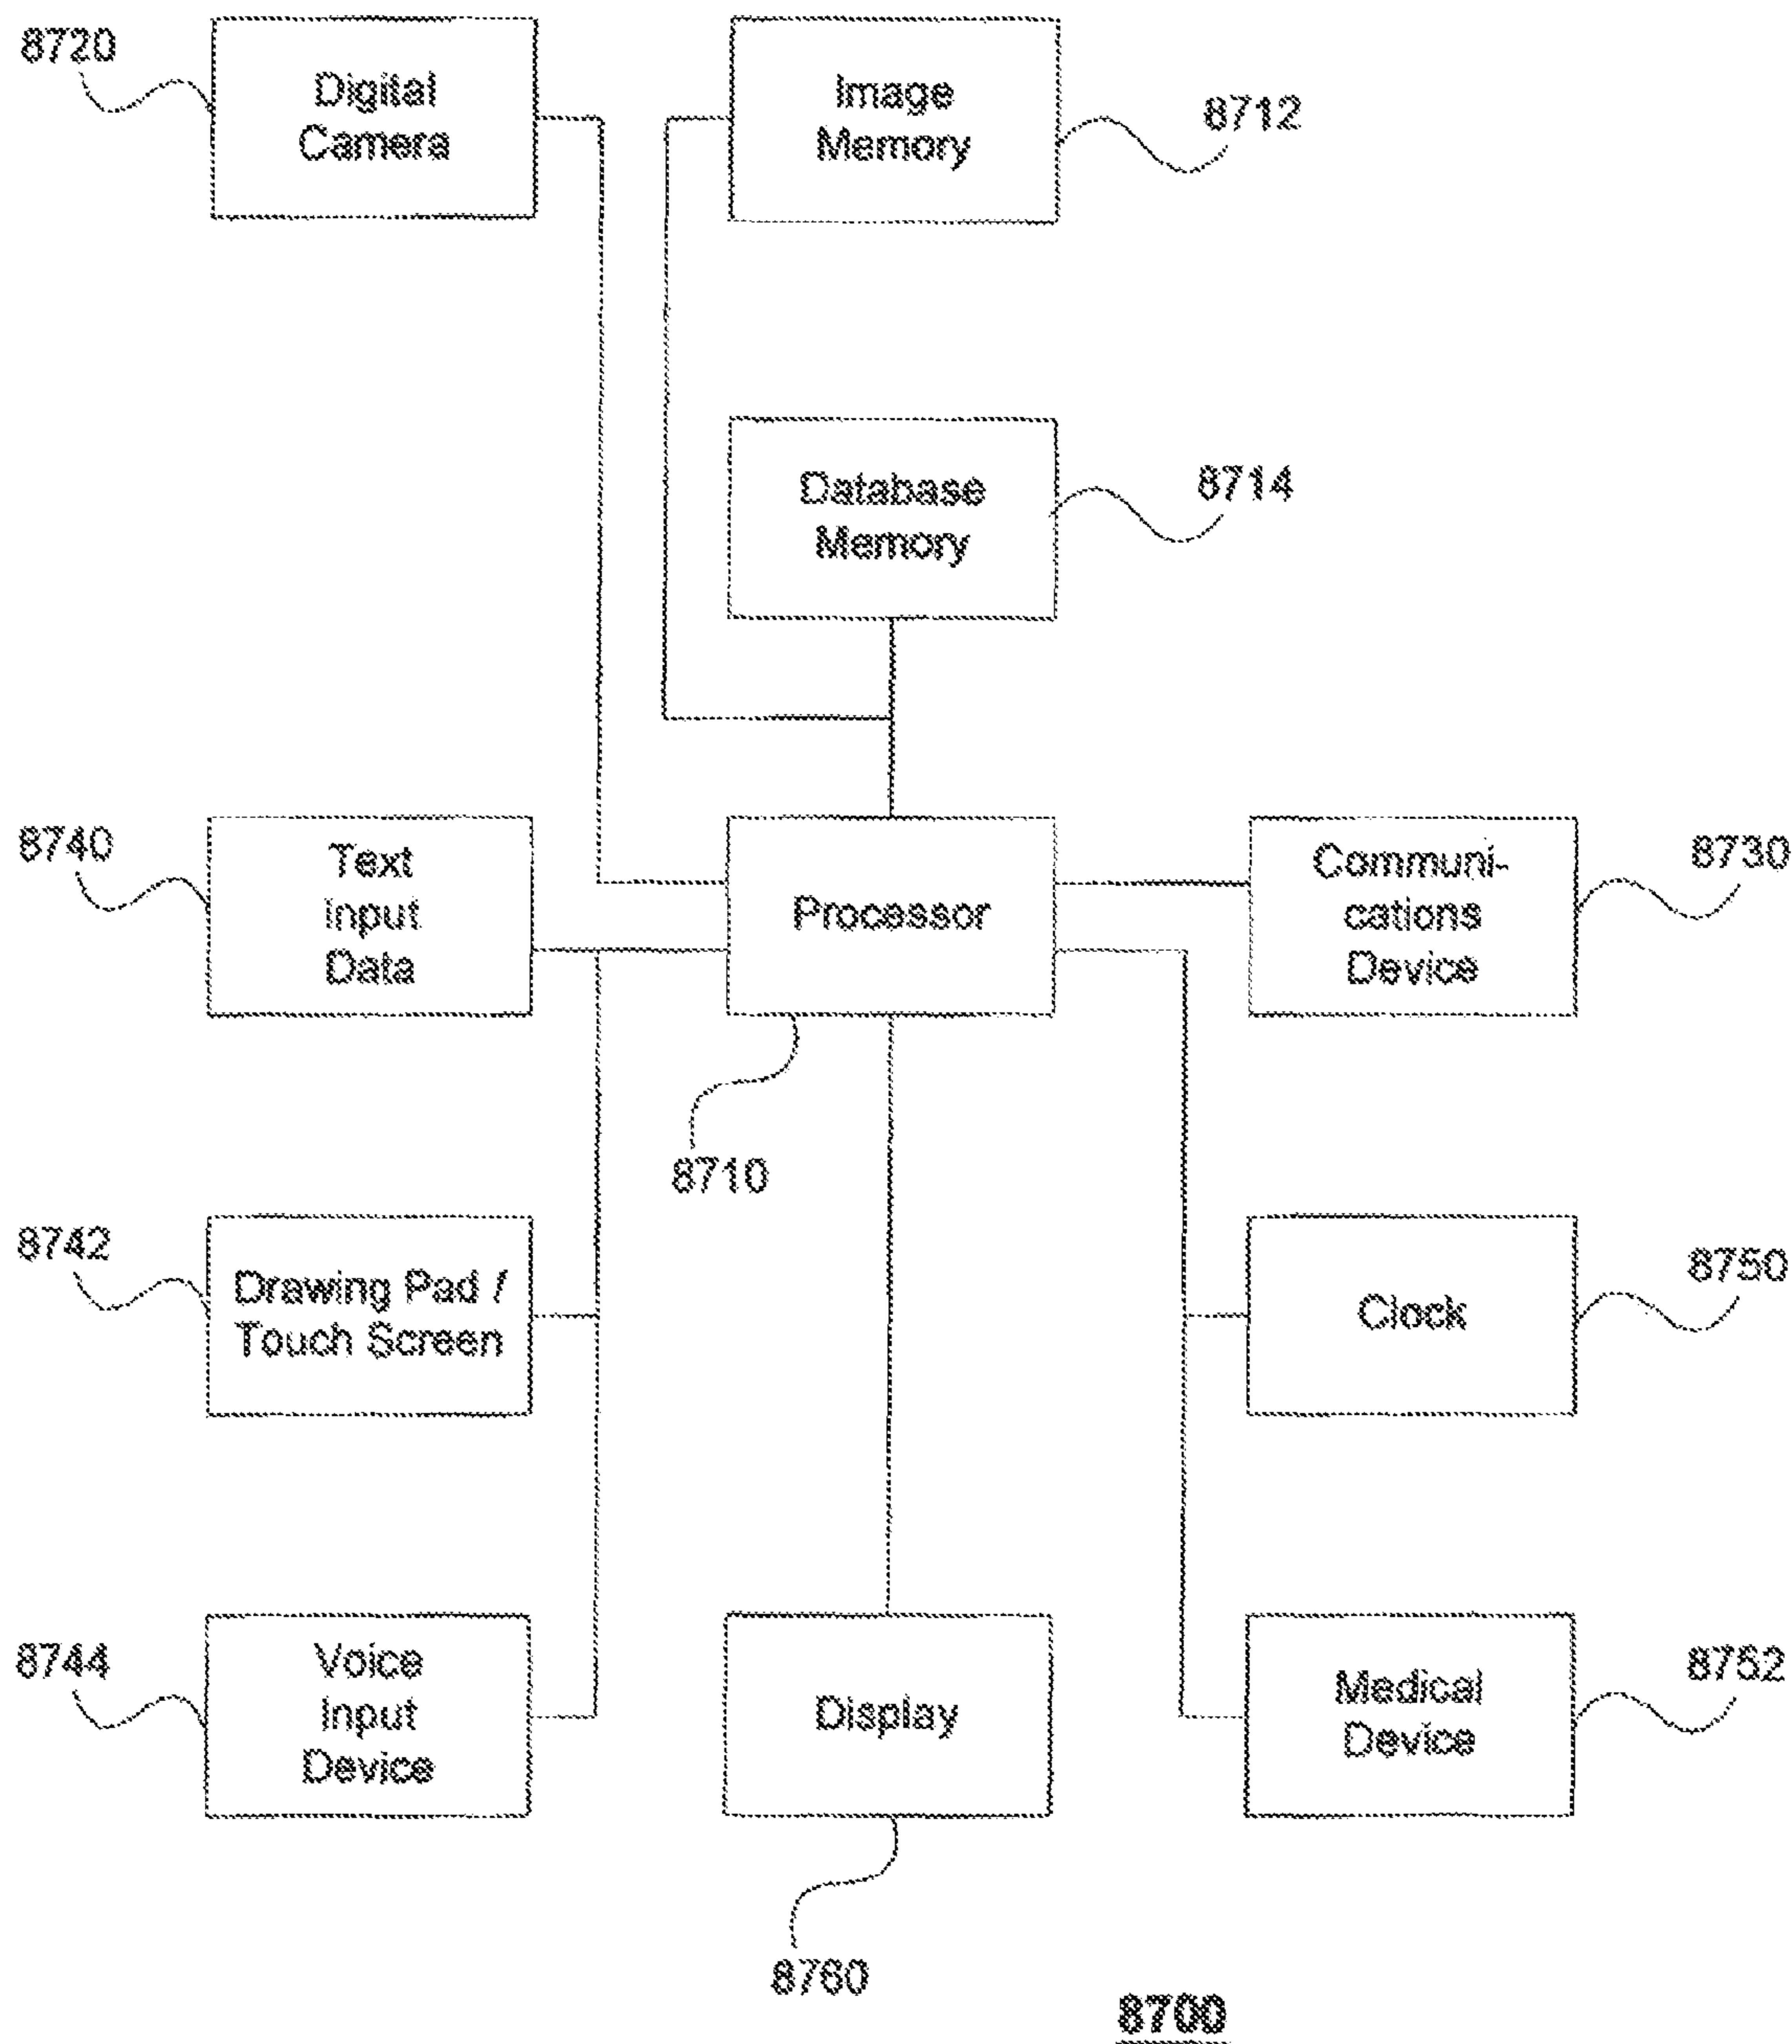 8720
Digital
Camera
Image
Memory
8712
Database
Memory
8714
8740
Text
Input
Data
Processor
8710
Communi-
cations
Device
8730
8742
Drawing Pad /
Touch Screen
Clock
8750
8744
Voice
Input
Device
Display
8760
Medical
Device
8752
8700